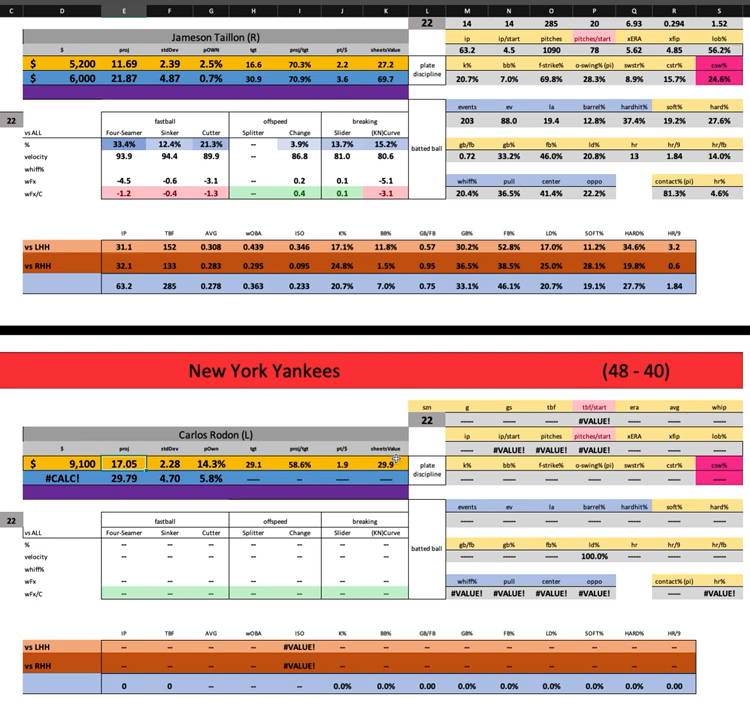 C D E F G H I J K L M N O P Q R S
22 14 14 285 20 6.93 0.294 1.52
Jameson Taillon (R) ip ip/start pitches pitches/start xERA xfip lob%
63.2 4.5 1090 78 5.62 4.85 56.2%
$ proj stdDev pOWN tgt proj/tgt pt/$ sheetsValue
$ 5,200 11.69 2.39 2.5% 16.6 70.3% 2.2 27.2 plate discipline k% bb% f-strike% o-swing% (pi) swstr% cstr% csw%
$ 6,000 21.87 4.87 0.7% 30.9 70.9% 3.6 69.7 20.7% 7.0% 69.8% 28.3% 8.9% 15.7% 24.6%
events ev la barrel% hardhit% soft% hard%
22 fastball offspeed breaking 203 88.0 19.4 12.8% 37.4% 19.2% 27.6%
vs ALL Four-Seamer Sinker Cutter Splitter Change Slider (KN)Curve
% 33.4% 12.4% 21.3% -- 3.9% 13.7% 15.2% batted ball gb/fb gb% fb% ld% hr hr/9 hr/fb
velocity 93.9 94.4 89.9 -- 86.8 81.0 80.6 0.72 33.2% 46.0% 20.8% 13 1.84 14.0%
whiff%
wFx -4.5 -0.6 -3.1 -- 0.2 0.1 -5.1 whiff% pull center oppo contact% (pi) hr%
wFx/C -1.2 -0.4 -1.3 -- 0.4 0.1 -3.1 20.4% 36.5% 41.4% 22.2% 81.3% 4.6%
IP TBF AVG wOBA ISO K% BB% GB/FB GB% FB% LD% SOFT% HARD% HR/9
vs LHH 31.1 152 0.308 0.439 0.346 17.1% 11.8% 0.57 30.2% 52.8% 17.0% 11.2% 34.6% 3.2
vs RHH 32.1 133 0.283 0.295 0.095 24.8% 1.5% 0.95 36.5% 38.5% 25.0% 28.1% 19.8% 0.6
63.2 285 0.278 0.363 0.233 20.7% 7.0% 0.75 33.1% 46.1% 20.7% 19.1% 27.7% 1.84
New York Yankees (48 - 40)
sm g gs tbf tbf/start era avg whip
22 ----- ----- ----- #VALUE! ----- ----- -----
Carlos Rodon (L) ip ip/start pitches pitches/start xERA xfip lob%
$ proj stdDev pOwn tgt proj/tgt pt/$ sheetsValue ----- #VALUE! #VALUE! #VALUE! ----- ----- -----
$ 9,100 17.05 2.28 14.3% 29.1 58.6% 1.9 29.9 plate discipline k% bb% f-strike% o-swing% (pi) swstr% cstr% csw%
#CALC! 29.79 4.70 5.8% ----- ----- ----- ----- ----- ----- ----- ----- ----- ----- -----
events ev la barrel% hardhit% soft% hard%
22 fastball offspeed breaking ----- ----- ----- ----- ----- ----- -----
vs ALL Four-Seamer Sinker Cutter Splitter Change Slider (KN)Curve
% -- -- -- -- -- -- -- batted ball gb/fb gb% fb% ld% hr hr/9 hr/fb
velocity -- -- -- -- -- -- -- ----- ----- ----- 100.0% ----- ----- -----
whiff%
wFx -- -- -- -- -- -- -- whiff% pull center oppo contact% (pi) hr%
wFx/C -- -- -- -- -- -- -- #VALUE! #VALUE! #VALUE! #VALUE! ----- #VALUE!
IP TBF AVG wOBA ISO K% BB% GB/FB GB% FB% LD% SOFT% HARD% HR/9
vs LHH -- -- -- -- #VALUE! -- -- -- -- -- -- -- -- --
vs RHH -- -- -- -- #VALUE! -- -- -- -- -- -- -- -- --
0 0 -- -- -- 0.0% 0.0% 0.00 0.0% 0.0% 0.0% 0.0% 0.0% 0.00